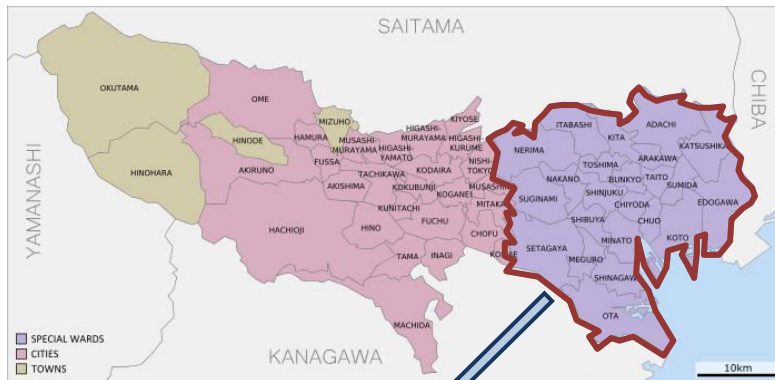 SAITAMA
CHIBA
YAMANASHI
KANAGAWA
OKUTAMA
OME
HINOHARA
HINODE
MIZUHO
AKIRUNO
HAMURA
FUSSA
MUSASHI-
MURAYAMA
HIGASHI-
YAMATO
HIGASHI-
MURAYAMA
KIYOSE
HIGASHI-
KURUME
NISHI-
TOKYO
TACHIKAWA
KODAIRA
AKISHIMA
KOKUBUNJI
KOGANEI
MUSASHI
MITAKA
KUNITACHI
FUCHU
HACHIOJI
HINO
CHOFU
TAMA
INAGI
MACHIDA
NERIMA
ITABASHI
KITA
ADACHI
KATSUSHIKA
TOSHIMA
ARAKAWA
NAKANO
BUNKYO
TAITO
SUGINAMI
SHINJUKU
SUMIDA
CHIYODA
EDOGAWA
SHIBUYA
CHUO
SETAGAYA
MINATO
KOTO
MEGURO
SHINAGAWA
OTA
SPECIAL WARDS
CITIES
TOWNS
10km